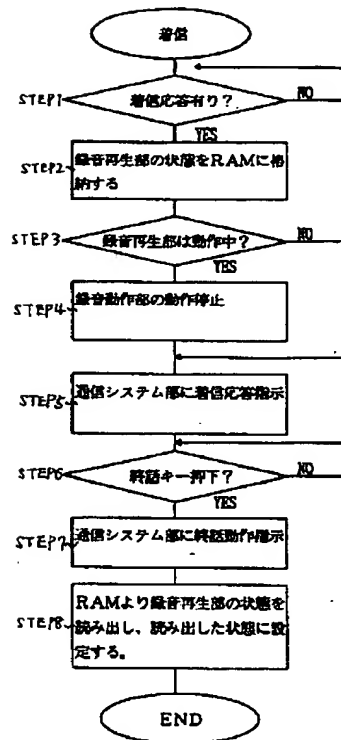 着信
STEP1
着信応答有り？
NO
YES
STEP2
録音再生部の状態をRAMに格
納する
STEP3
録音再生部は動作中？
NO
YES
STEP4
録音動作部の動作停止
STEP5
通信システム部に着信応答指示
STEP6
終話キー押下？
NO
YES
STEP7
通信システム部に終話動作指示
STEP8
RAMより録音再生部の状態を
読み出し、読み出した状態に設
定する。
END